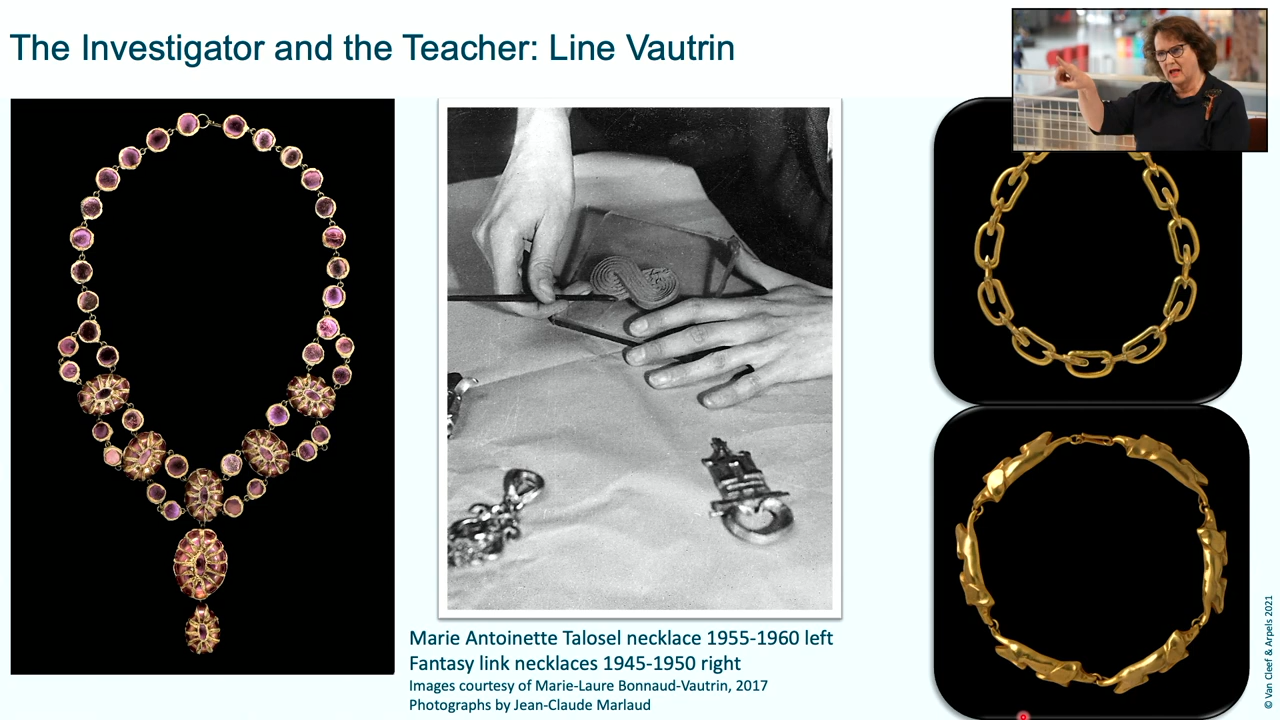 The Investigator and the Teacher: Line Vautrin
Marie Antoinette Talosel necklace 1955-1960 left
Fantasy link necklaces 1945-1950 right
Images courtesy of Marie-Laure Bonnaud-Vautrin, 2017
Photographs by Jean-Claude Marlaud
© Van Cleef & Arpels 2021